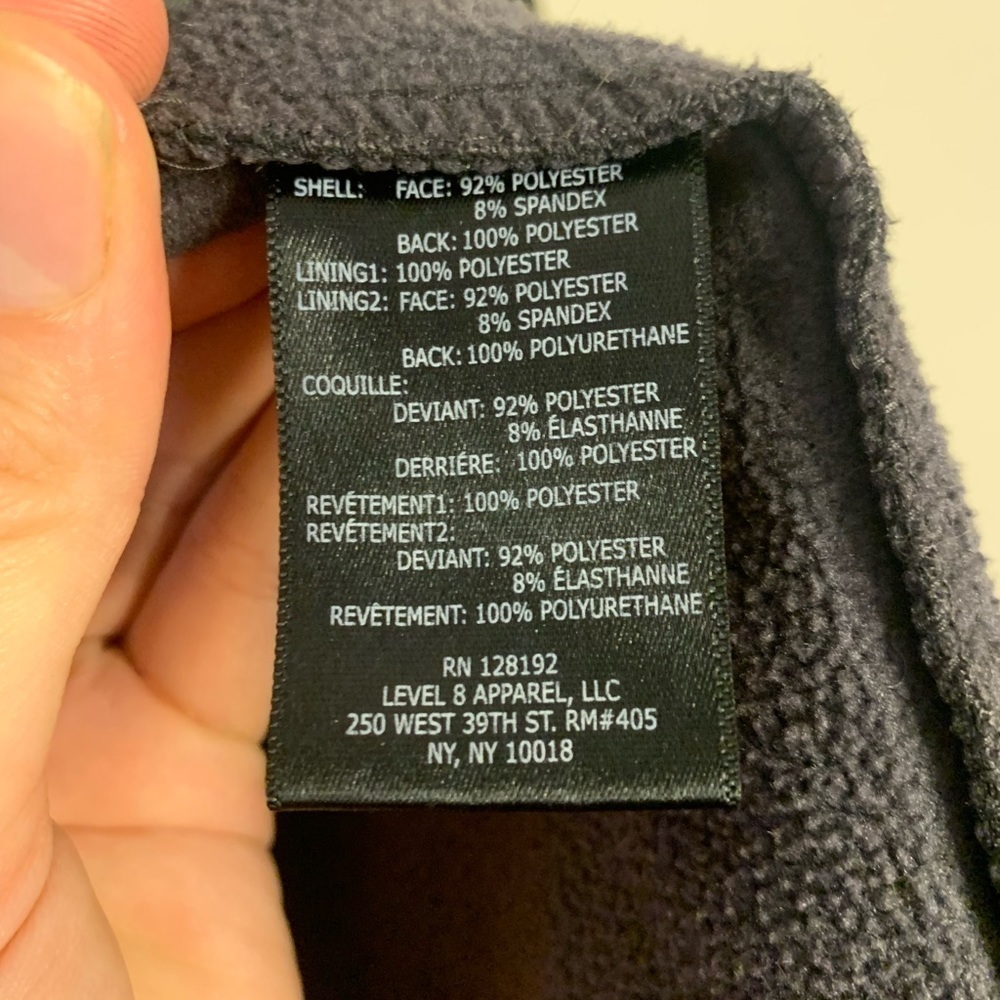 SHELL: FACE: 92% POLYESTER
8% SPANDEX
BACK: 100% POLYESTER
LINING1: 100% POLYESTER
LINING2: FACE: 92% POLYESTER
8% SPANDEX
BACK: 100% POLYURETHANE
COQUILLE:
DEVIANT: 92% POLYESTER
8% ÉLASTHANNE
DERRIÉRE: 100% POLYESTER
REVÉTEMENT1: 100% POLYESTER
REVÉTEMENT2:
DEVIANT: 92% POLYESTER
8% ÉLASTHANNE
REVÊTEMENT: 100% POLYURETHANE
RN 128192
LEVEL 8 APPAREL, LLC
250 WEST 39TH ST. RM#405
NY, NY 10018